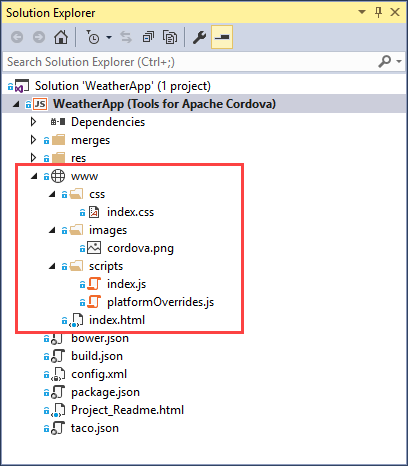 Solution Explorer
Search Solution Explorer (Ctrl+;)
Solution 'WeatherApp' (1 project)
JS WeatherApp (Tools for Apache Cordova)
Dependencies
merges
res
www
css
index.css
images
cordova.png
scripts
index.js
platformOverrides.js
index.html
bower.json
build.json
config.xml
package.json
Project_Readme.html
taco.json